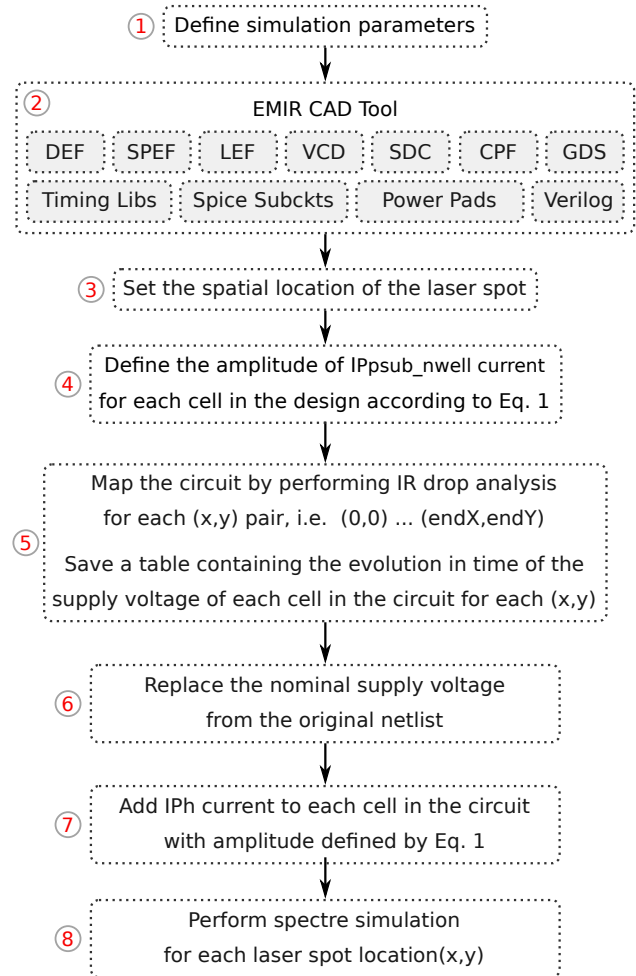 1 Define simulation parameters
2
EMIR CAD Tool
DEF SPEF LEF VCD SDC CPF GDS
Timing Libs Spice Subckts Power Pads Verilog
3 Set the spatial location of the laser spot
Define the amplitude of IPpsub_nwell current
4
for each cell in the design according to Eq. 1
Map the circuit by performing IR drop analysis
for each (x,y) pair, i.e. (0,0) ... (endX,endY)
5
Save a table containing the evolution in time of the
supply voltage of each cell in the circuit for each (x,y)
Replace the nominal supply voltage
6
from the original netlist
Add IPh current to each cell in the circuit
7
with amplitude defined by Eq. 1
Perform spectre simulation
8
for each laser spot location(x,y)